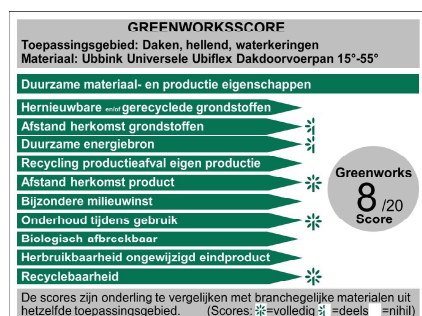 GREENWORKSSCORE
Toepassingsgebied: Daken, hellend, waterkeringen
Materiaal: Ubbink Universele Ubiflex Dakdoorvoerpan 15°-55°
Duurzame materiaal- en productie eigenschappen
Hernieuwbare en/of gerecyclede grondstoffen
Afstand herkomst grondstoffen
Duurzame energiebron
Recycling productieafval eigen productie
Afstand herkomst product
Bijzondere milieuwinst
Onderhoud tijdens gebruik
Biologisch afbreekbaar
Herbruikbaarheid ongewijzigd eindproduct
Recyclebaarheid
Greenworks
8 /20
Score
De scores zijn onderling te vergelijken met branchegelijke materialen uit
hetzelfde toepassingsgebied. (Scores: =volledig =deels =nihil)